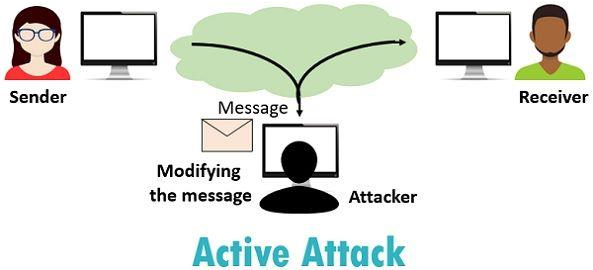 Sender
Receiver
Message
Modifying
the message
Attacker
Active Attack